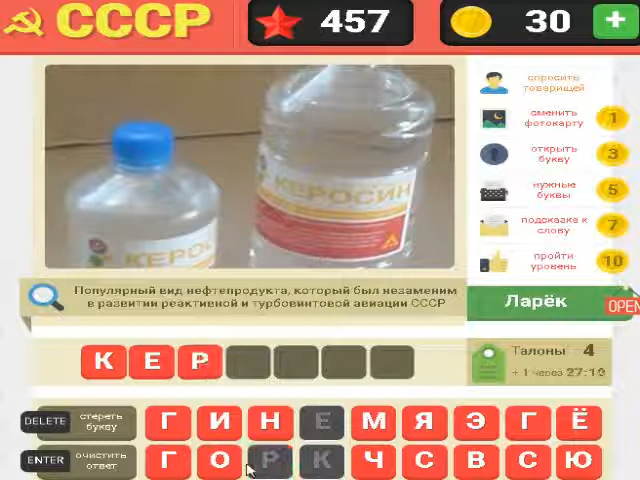 СССР
457
30
+
КЕРОСИН
КЕРОС
спросить
товарищей
сменить
фотокарту
1
открыть
букву
3
нужные
буквы
5
подсказка к
слову
7
пройти
уровень
10
Популярный вид нефтепродукта, который был незаменим
в развитии реактивной и турбовинтовой авиации СССР
Ларёк
OPEN
К Е Р
Талоны 4
+ 1 через 27:10
DELETE
стереть
букву
Г И Н Е М Я Э Г Ё
ENTER
очистить
ответ
Г О Р К Ч С В С Ю